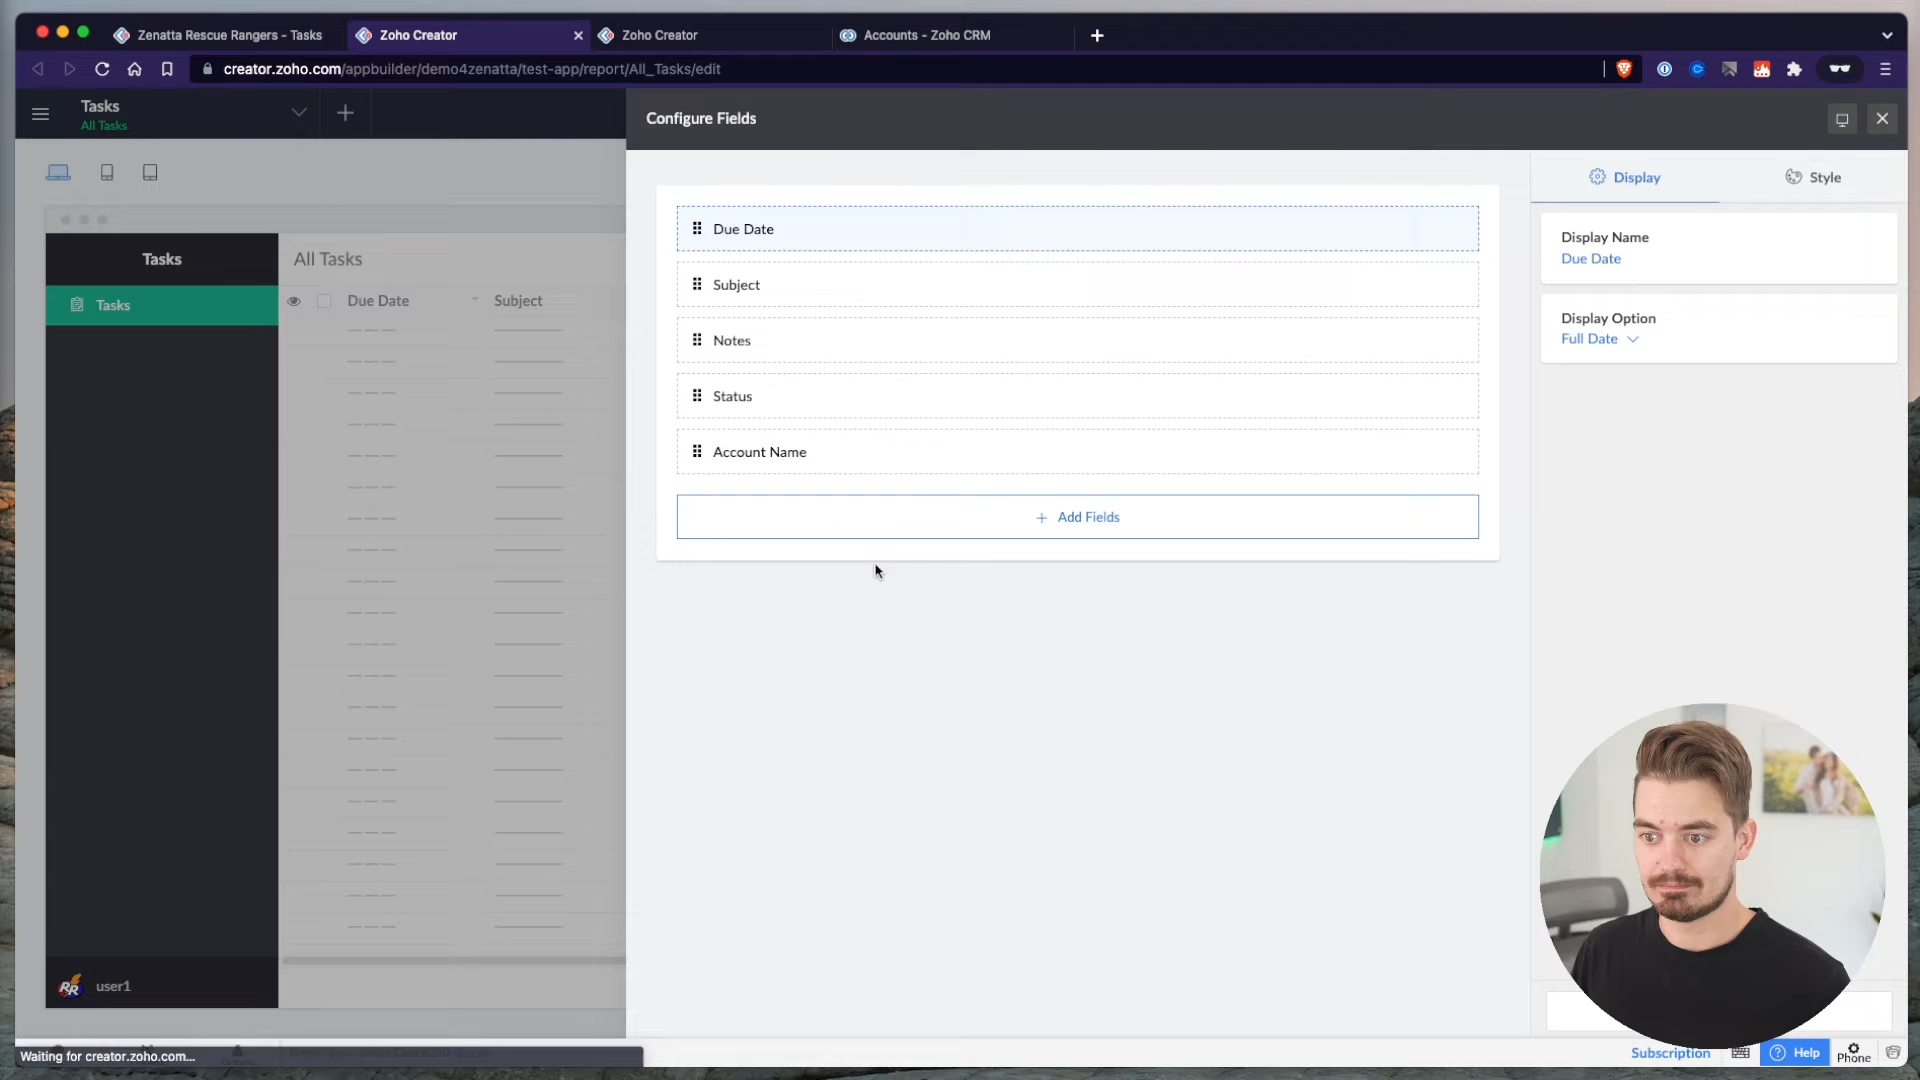 Zenatta Rescue Rangers - Tasks
Zoho Creator
Zoho Creator
Accounts - Zoho CRM
creator.zoho.com/appbuilder/demo4zenatta/test-app/report/All_Tasks/edit
Tasks
All Tasks
Configure Fields
Display
Style
Due Date
Subject
Notes
Status
Account Name
+ Add Fields
Display Name
Due Date
Display Option
Full Date
Tasks
Tasks
All Tasks
Due Date
Subject
RR
user1
Waiting for creator.zoho.com...
Subscription
Help
Phone